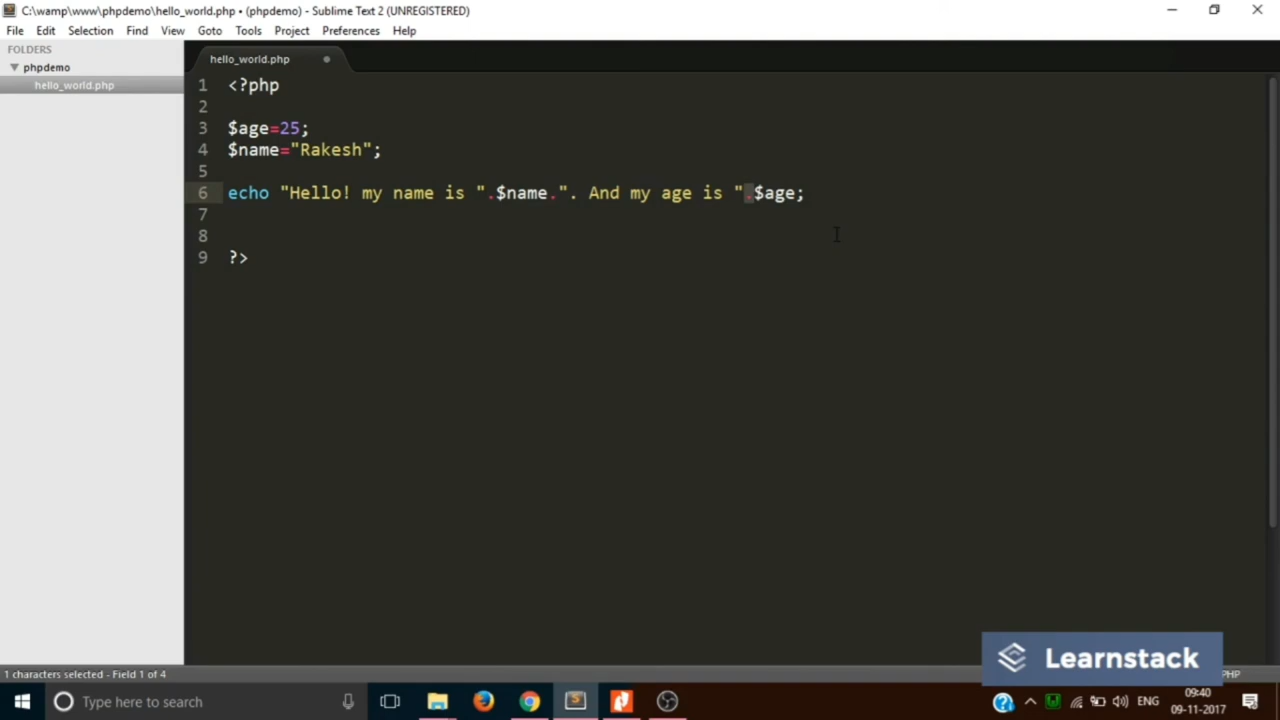 C:\wamp\www\phpdemo\hello_world.php • (phpdemo) - Sublime Text 2 (UNREGISTERED)
File Edit Selection Find View Goto Tools Project Preferences Help
FOLDERS
phpdemo
hello_world.php
hello_world.php
1 <?php
2
3 $age=25;
4 $name="Rakesh";
5
6 echo "Hello! my name is ".$name.". And my age is ".$age;
7
8
9 ?>
Learnstack
1 characters selected - Field 1 of 4
PHP
Type here to search
ENG
09:40
09-11-2017